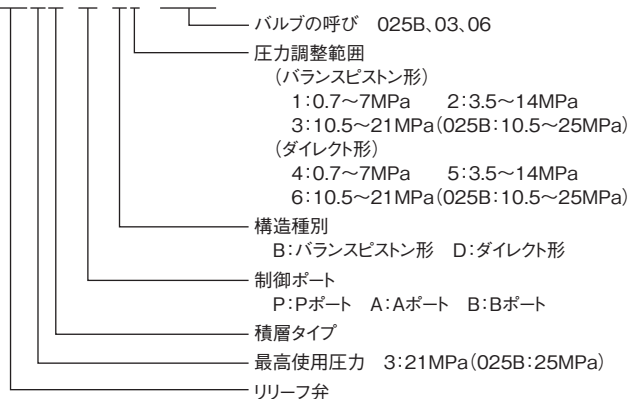 バルブの呼び 025B、03、06
圧力調整範囲
(バランスピストン形)
1:0.7~7MPa 2:3.5~14MPa
3:10.5~21MPa(025B:10.5~25MPa)
(ダイレクト形)
4:0.7~7MPa 5:3.5~14MPa
6:10.5~21MPa(025B:10.5~25MPa)
構造種別
B:バランスピストン形 D:ダイレクト形
制御ポート
P:Pポート A:Aポート B:Bポート
積層タイプ
最高使用圧力 3:21MPa(025B:25MPa)
リリーフ弁